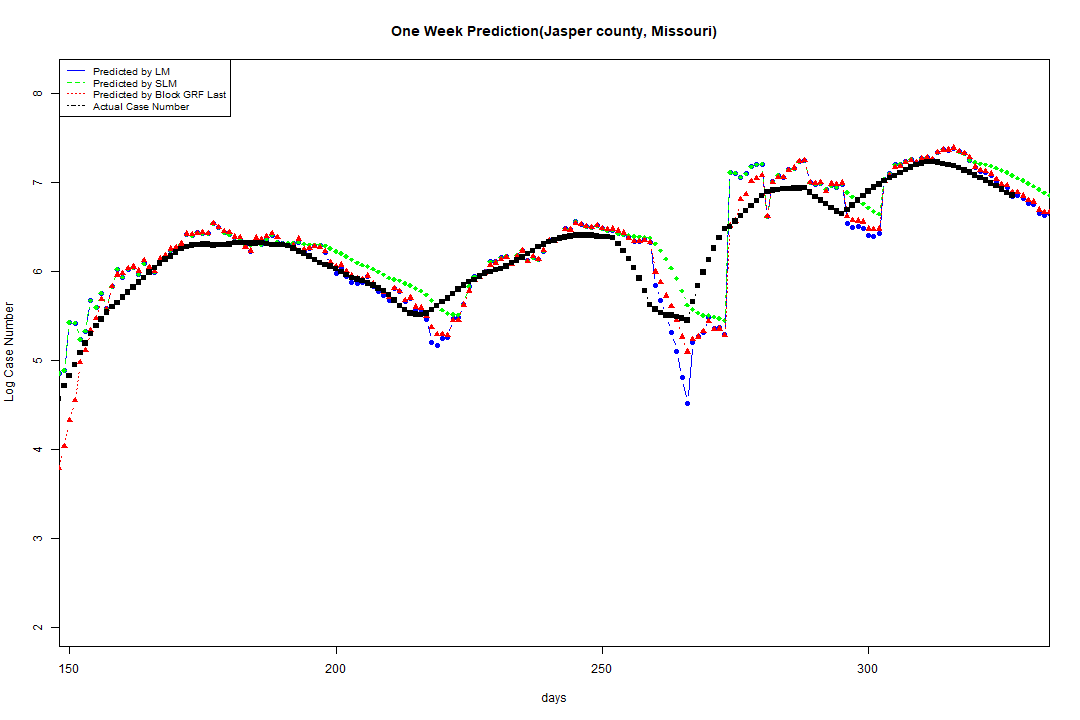 One Week Prediction(Jasper county, Missouri)
Predicted by LM
Predicted by SLM
Predicted by Block GRF Last
Actual Case Number
8
7
6
5
4
3
2
Log Case Number
150 200 250 300
days